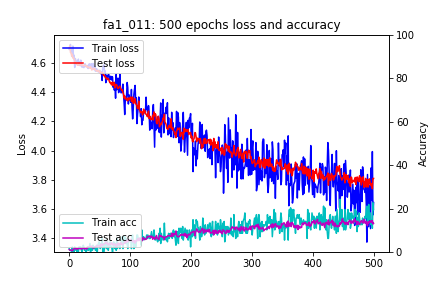 fa1_011: 500 epochs loss and accuracy
Train loss
Test loss
Train acc
Test acc
Loss
Accuracy
4.6
4.4
4.2
4.0
3.8
3.6
3.4
100
80
60
40
20
0
0
100
200
300
400
500